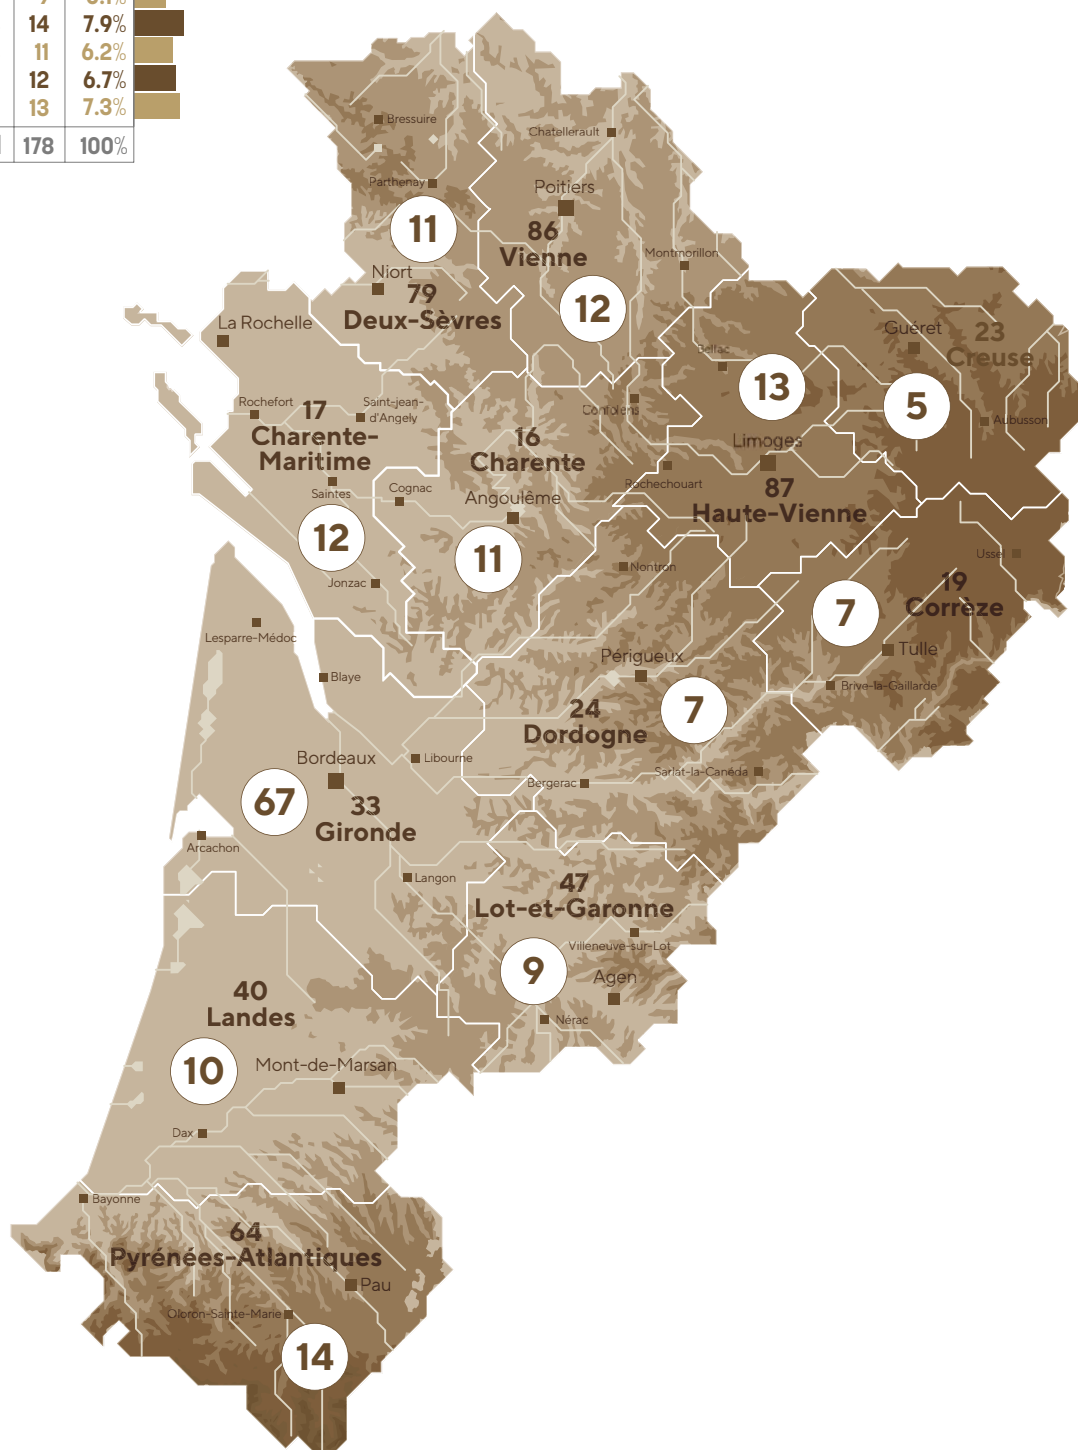 14 7.9%
11 6.2%
12 6.7%
13 7.3%
178 100%
Bressuire
Chatellerault
Parthenay
Poitiers
11
86
Vienne
Montmorillon
Niort
79
Deux-Sèvres
12
La Rochelle
Guéret
23
Creuse
Bellac
13
5
Rochefort
17
Saint-jean-
d'Angely
Confolens
Aubusson
Charente-
Maritime
16
Charente
Limoges
Saintes
Cognac
Angoulême
Rochechouart
87
Haute-Vienne
12
11
Ussel
Jonzac
Nontron
19
Corrèze
7
Lesparre-Médoc
Tulle
Périgueux
Blaye
Brive-la-Gaillarde
24
Dordogne
7
Bordeaux
Libourne
Sarlat-la-Canéda
Bergerac
67
33
Gironde
Arcachon
Langon
47
Lot-et-Garonne
Villeneuve-sur-Lot
9
Agen
40
Landes
Nérac
10
Mont-de-Marsan
Dax
Bayonne
64
Pyrénées-Atlantiques
Pau
Oloron-Sainte-Marie
14